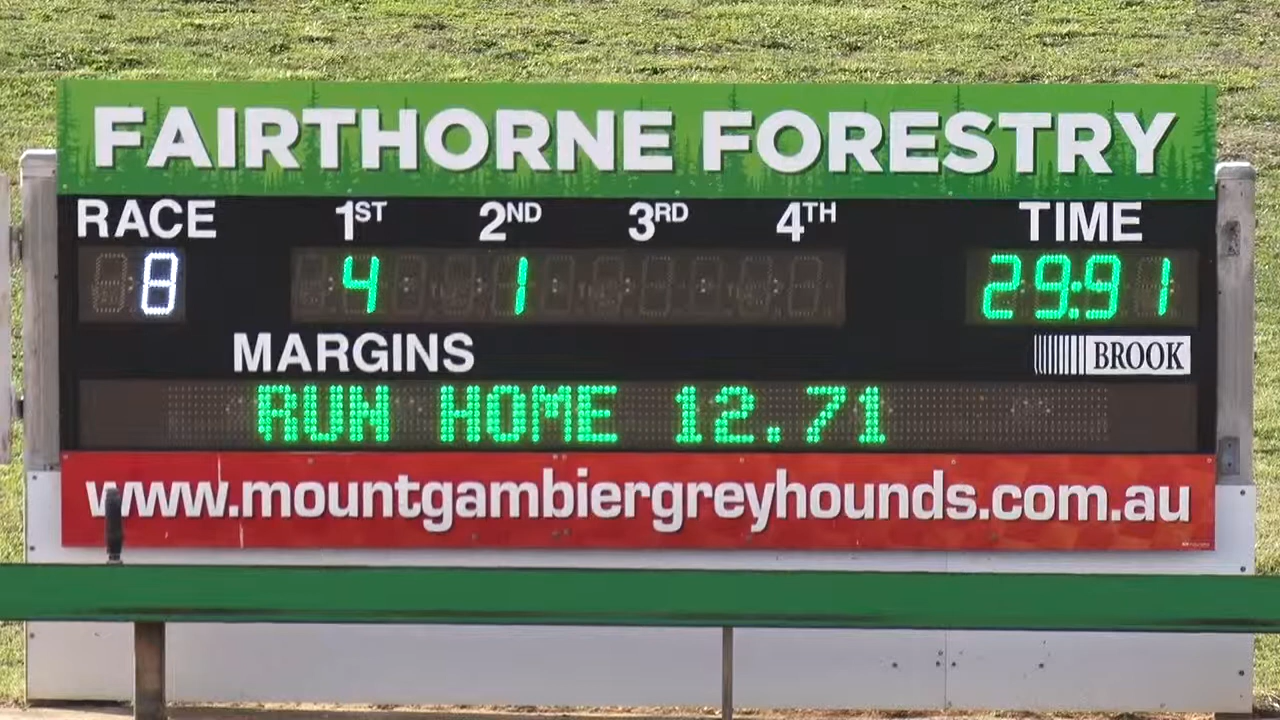 FAIRTHORNE FORESTRY
RACE 1ST 2ND 3RD 4TH TIME
8 4 1 29:91
MARGINS BROOK
RUN HOME 12.71
www.mountgambiergreyhounds.com.au